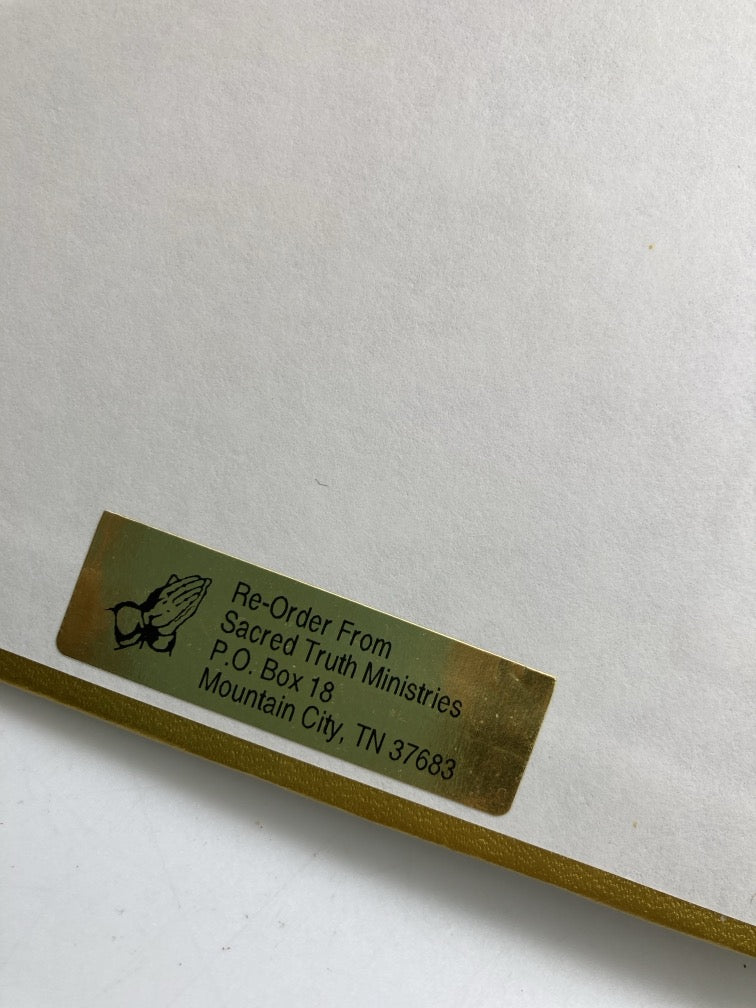 Re-Order From
Sacred Truth Ministries
P.O. Box 18
Mountain City, TN 37683